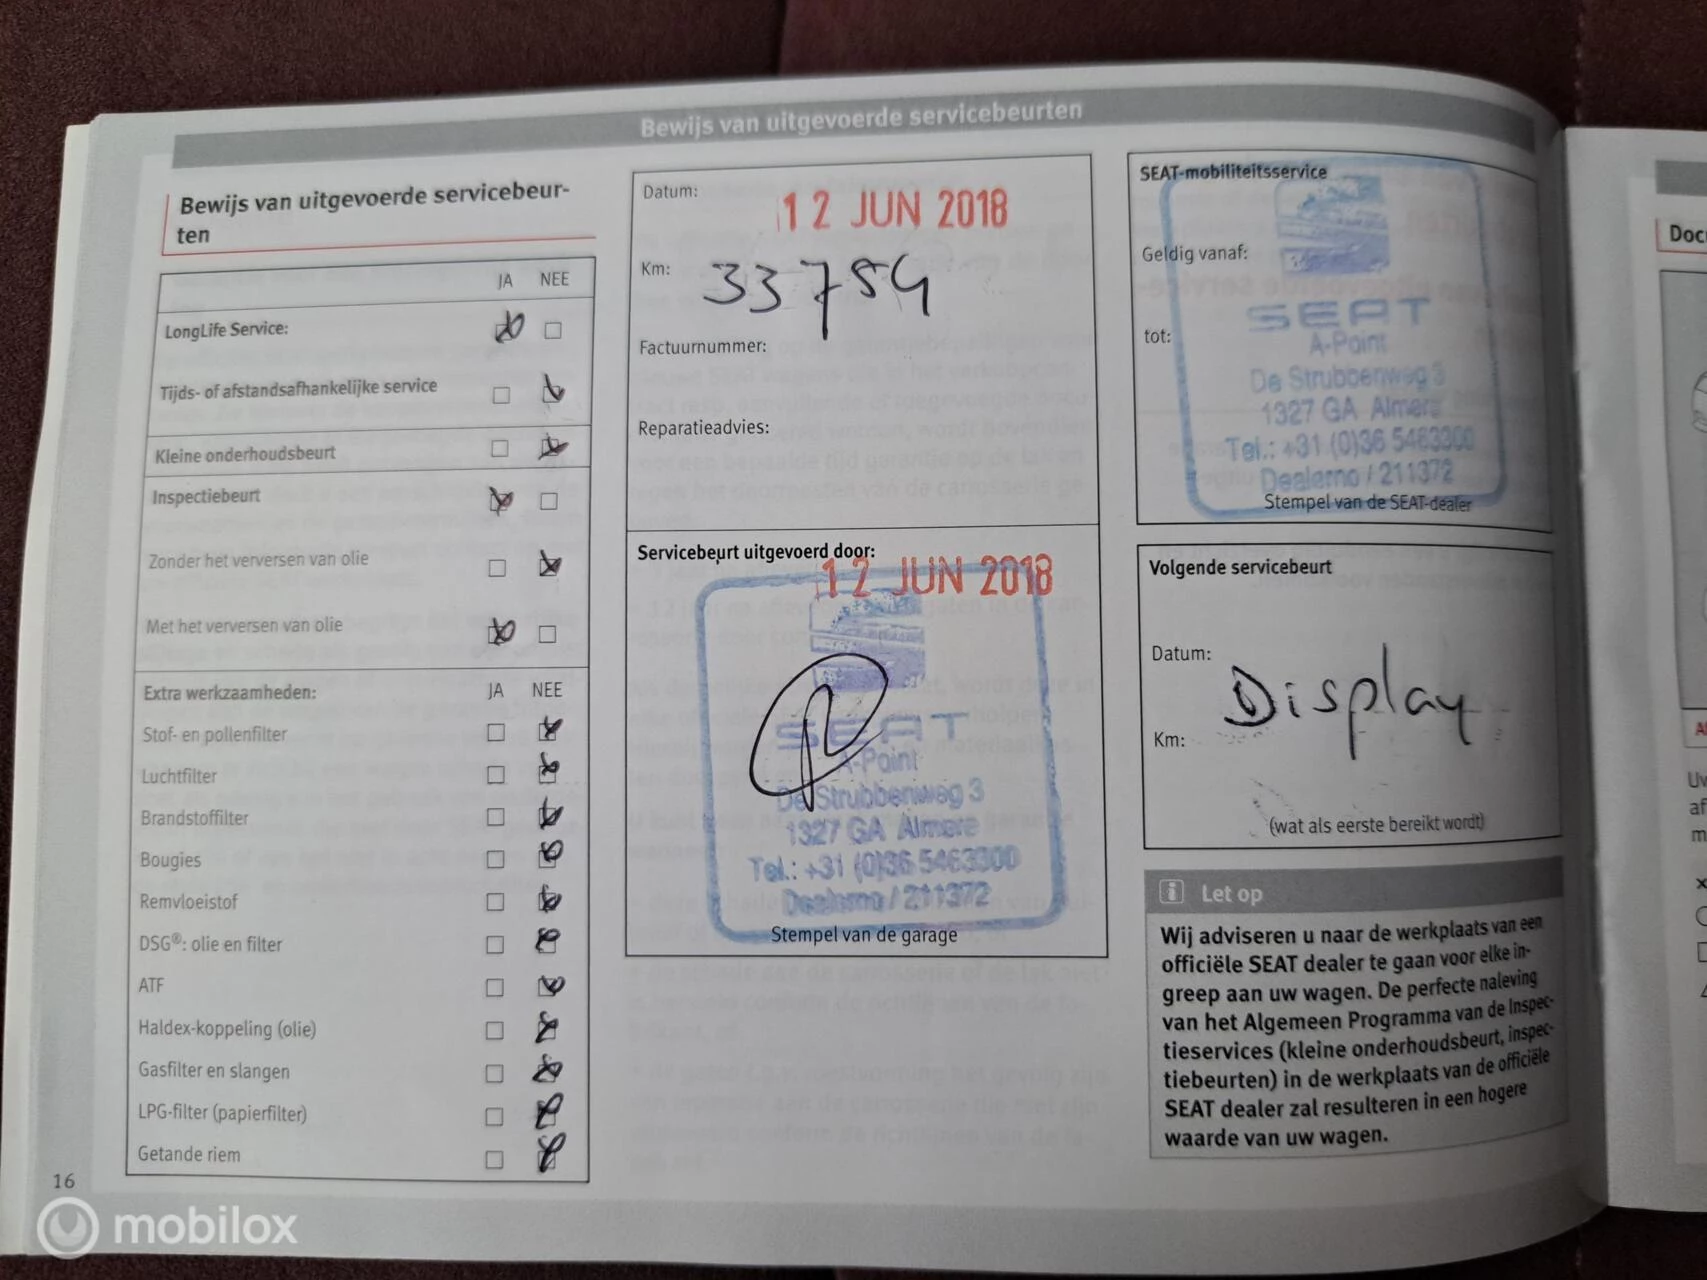 Bewijs van uitgevoerde servicebeurten
Bewijs van uitgevoerde servicebeur-
ten
JA NEE
LongLife Service:
Tijds- of afstandsafhankelijke service
Kleine onderhoudsbeurt
Inspectiebeurt
Zonder het verversen van olie
Met het verversen van olie
Extra werkzaamheden: JA NEE
Stof- en pollenfilter
Luchtfilter
Brandstoffilter
Bougies
Remvloeistof
DSG®: olie en filter
ATF
Haldex-koppeling (olie)
Gasfilter en slangen
LPG-filter (papierfilter)
Getande riem
16
Datum:
12 JUN 2018
Km: 33754
Factuurnummer:
Reparatieadvies:
Servicebeurt uitgevoerd door:
12 JUN 2018
SEAT
A-Point
De Strubbenweg 3
1327 GA Almere
Tel.: +31 (0)36 5463300
Dealerno / 211372
Stempel van de garage
SEAT-mobiliteitsservice
Geldig vanaf:
SEAT
tot:
A-Point
De Strubbenweg 3
1327 GA Almere
Tel.: +31 (0)36 5463300
Dealerno / 211372
Stempel van de SEAT-dealer
Volgende servicebeurt
Datum:
Display
Km:
(wat als eerste bereikt wordt)
Let op
Wij adviseren u naar de werkplaats van een
officiële SEAT dealer te gaan voor elke in-
greep aan uw wagen. De perfecte naleving
van het Algemeen Programma van de Inspec-
tieservices (kleine onderhoudsbeurt, inspec-
tiebeurten) in de werkplaats van de officiële
SEAT dealer zal resulteren in een hogere
waarde van uw wagen.
mobilox